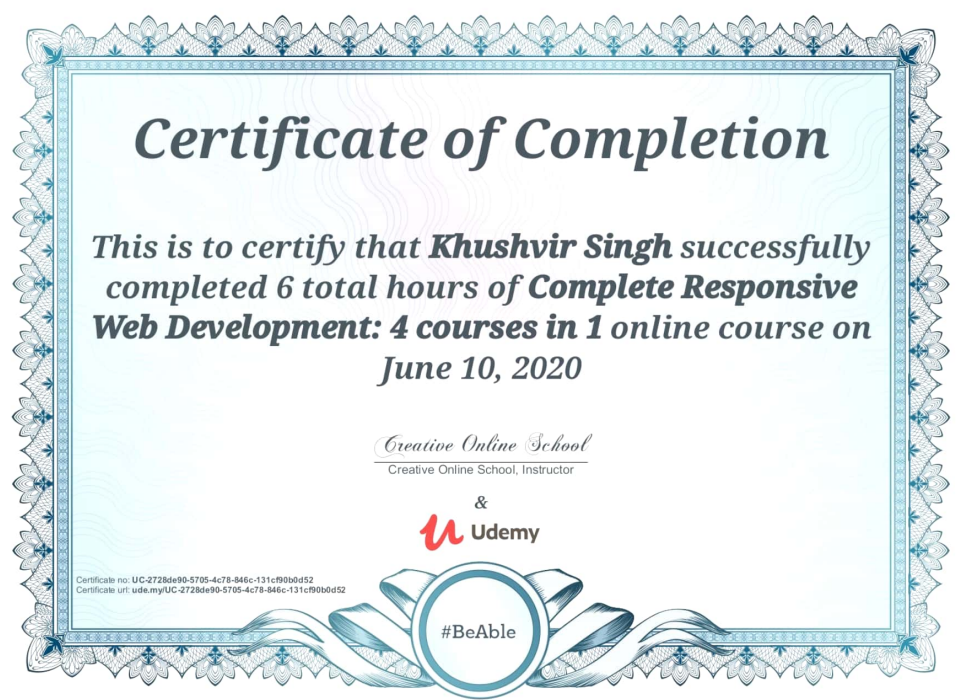 Certificate of Completion
This is to certify that Khushvir Singh successfully
completed 6 total hours of Complete Responsive
Web Development: 4 courses in 1 online course on
June 10, 2020
Creative Online School
Creative Online School, Instructor
&
Udemy
Certificate no: UC-2728de90-5705-4c78-846c-131cf90b0d52
Certificate url: ude.my/UC-2728de90-5705-4c78-846c-131cf90b0d52
#BeAble